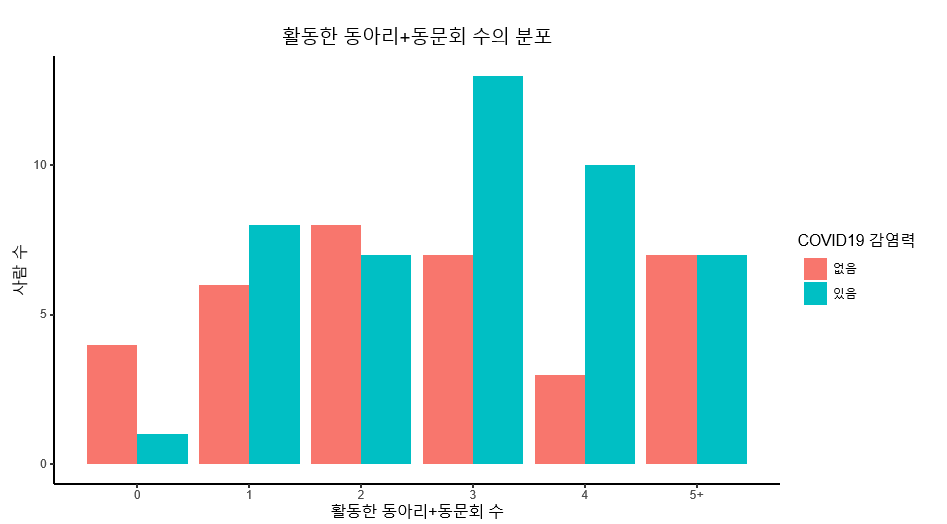 활동한 동아리+동문회 수의 분포
사람 수
10
5
0
0 1 2 3 4 5+
활동한 동아리+동문회 수
COVID19 감염력
없음
있음